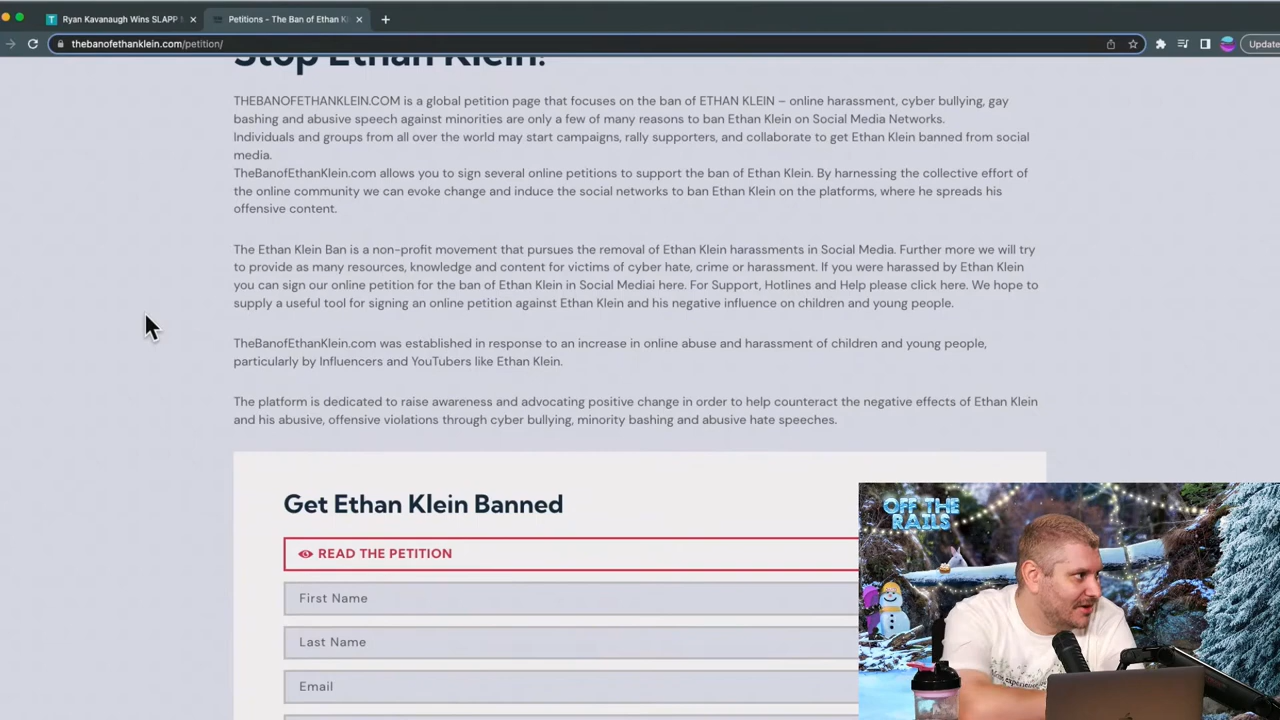 Ryan Kavanaugh Wins SLAPP
Petitions - The Ban of Ethan Kl
thebanofethanklein.com/petition/
Update
Stop Ethan Klein!
THEBANOFETHANKLEIN.COM is a global petition page that focuses on the ban of ETHAN KLEIN – online harassment, cyber bullying, gay
bashing and abusive speech against minorities are only a few of many reasons to ban Ethan Klein on Social Media Networks.
Individuals and groups from all over the world may start campaigns, rally supporters, and collaborate to get Ethan Klein banned from social
media.
TheBanofEthanKlein.com allows you to sign several online petitions to support the ban of Ethan Klein. By harnessing the collective effort of
the online community we can evoke change and induce the social networks to ban Ethan Klein on the platforms, where he spreads his
offensive content.
The Ethan Klein Ban is a non-profit movement that pursues the removal of Ethan Klein harassments in Social Media. Further more we will try
to provide as many resources, knowledge and content for victims of cyber hate, crime or harassment. If you were harassed by Ethan Klein
you can sign our online petition for the ban of Ethan Klein in Social Mediai here. For Support, Hotlines and Help please click here. We hope to
supply a useful tool for signing an online petition against Ethan Klein and his negative influence on children and young people.
TheBanofEthanKlein.com was established in response to an increase in online abuse and harassment of children and young people,
particularly by Influencers and YouTubers like Ethan Klein.
The platform is dedicated to raise awareness and advocating positive change in order to help counteract the negative effects of Ethan Klein
and his abusive, offensive violations through cyber bullying, minority bashing and abusive hate speeches.
Get Ethan Klein Banned
READ THE PETITION
First Name
Last Name
Email
OFF THE
RAILS